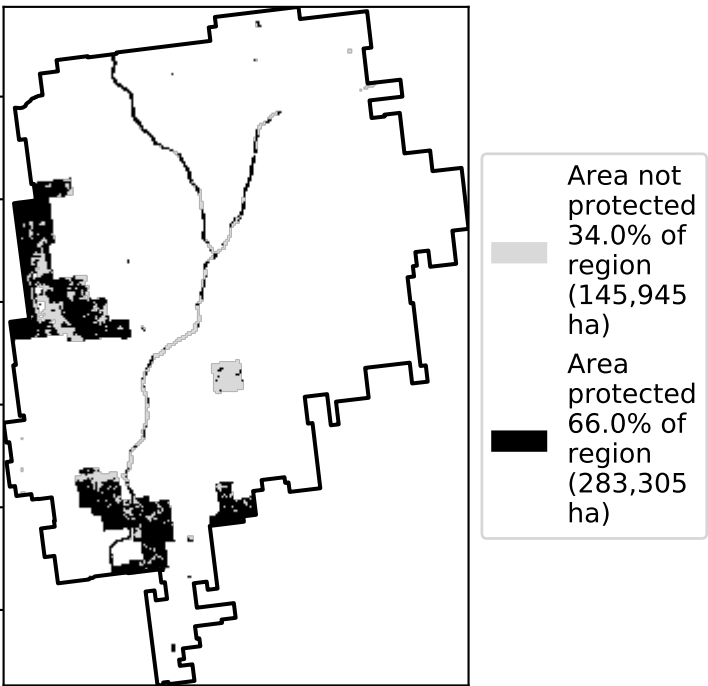 Area not
protected
34.0% of
region
(145,945
ha)
Area
protected
66.0% of
region
(283,305
ha)